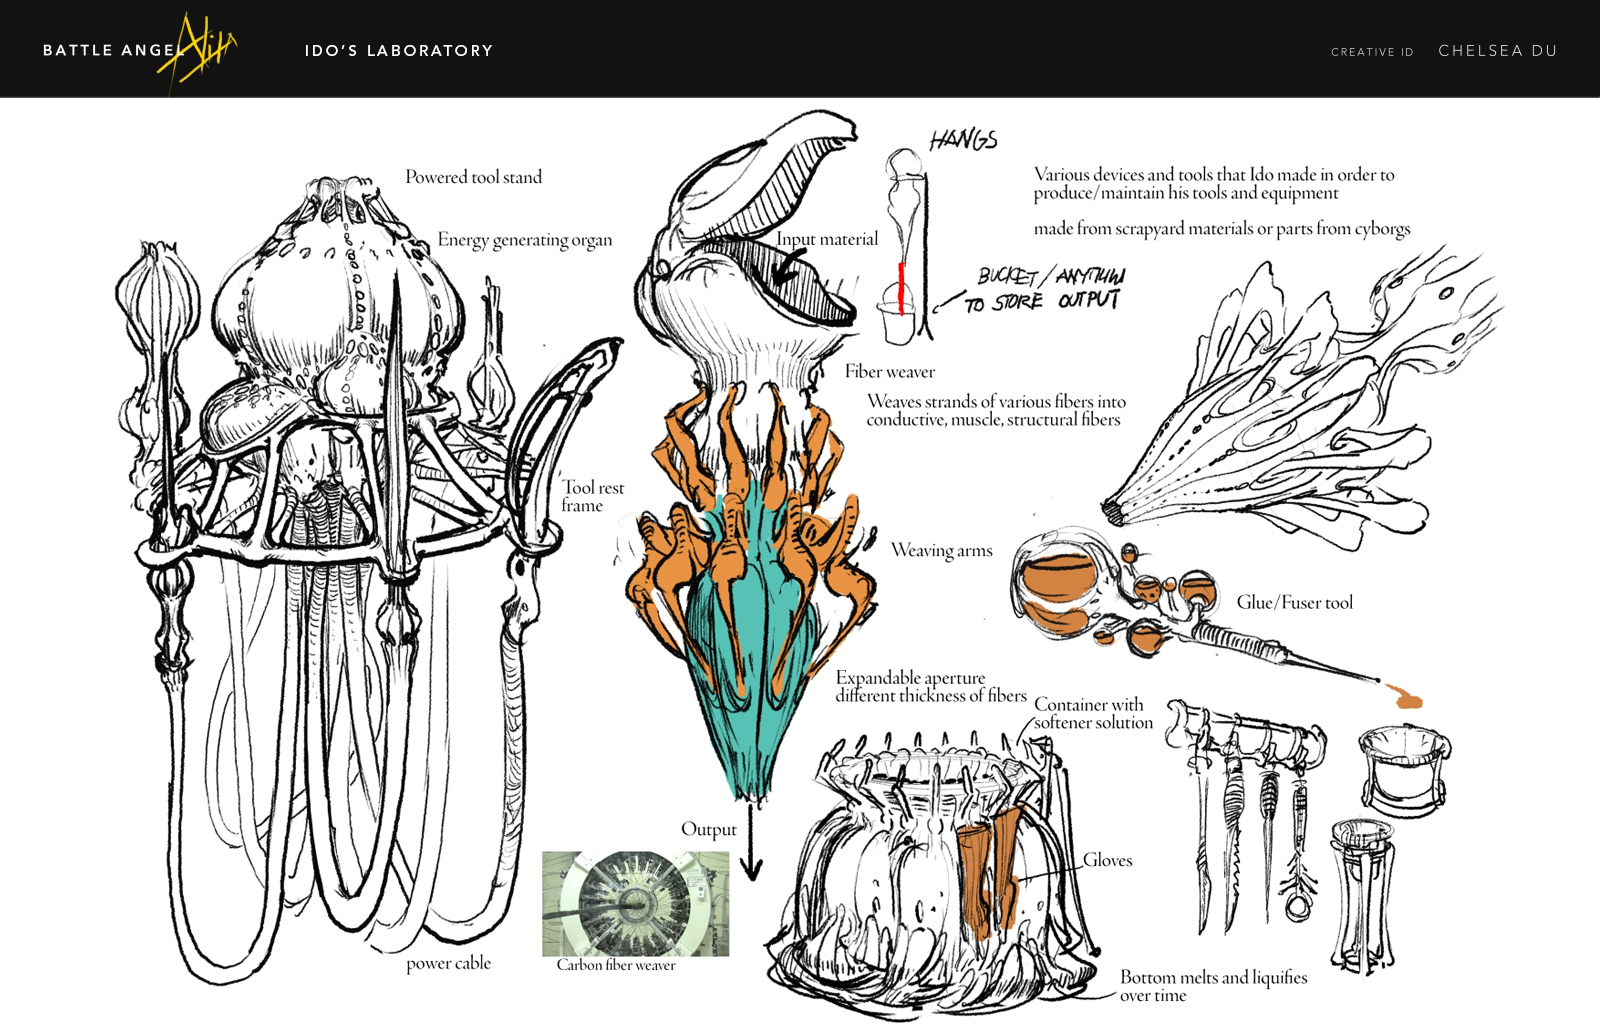 BATTLE ANGEL Alita
IDO'S LABORATORY
CREATIVE ID CHELSEA DU
Powered tool stand
Energy generating organ
Tool rest
frame
power cable
Input material
HANGS
BUCKET/ANYTHING
TO STORE OUTPUT
Fiber weaver
Weaves strands of various fibers into
conductive, muscle, structural fibers
Weaving arms
Expandable aperture
different thickness of fibers
Output
Carbon fiber weaver
Various devices and tools that Ido made in order to
produce/maintain his tools and equipment
made from scrapyard materials or parts from cyborgs
Glue/Fuser tool
Container with
softener solution
Gloves
Bottom melts and liquifies
over time